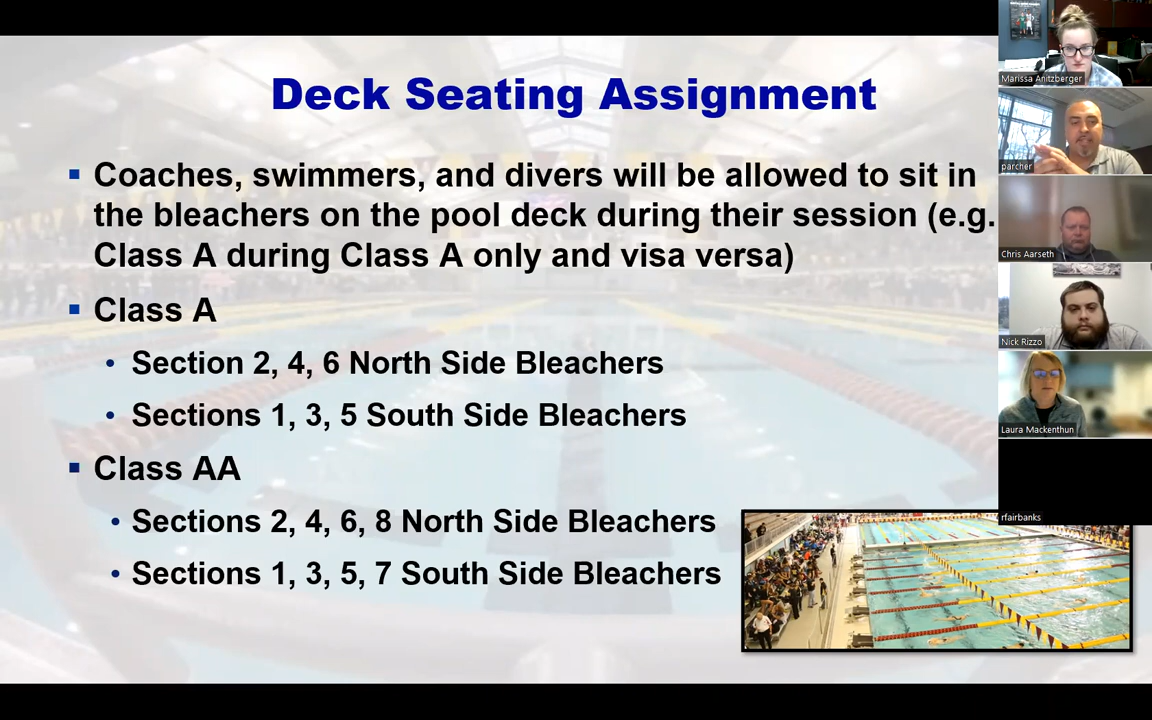 Deck Seating Assignment
Coaches, swimmers, and divers will be allowed to sit in
the bleachers on the pool deck during their session (e.g.
Class A during Class A only and visa versa)
Class A
Section 2, 4, 6 North Side Bleachers
Sections 1, 3, 5 South Side Bleachers
Class AA
Sections 2, 4, 6, 8 North Side Bleachers
Sections 1, 3, 5, 7 South Side Bleachers
Marissa Anitzberger
parcher
Chris Aarseth
Nick Rizzo
Laura Mackenthun
rfairbanks